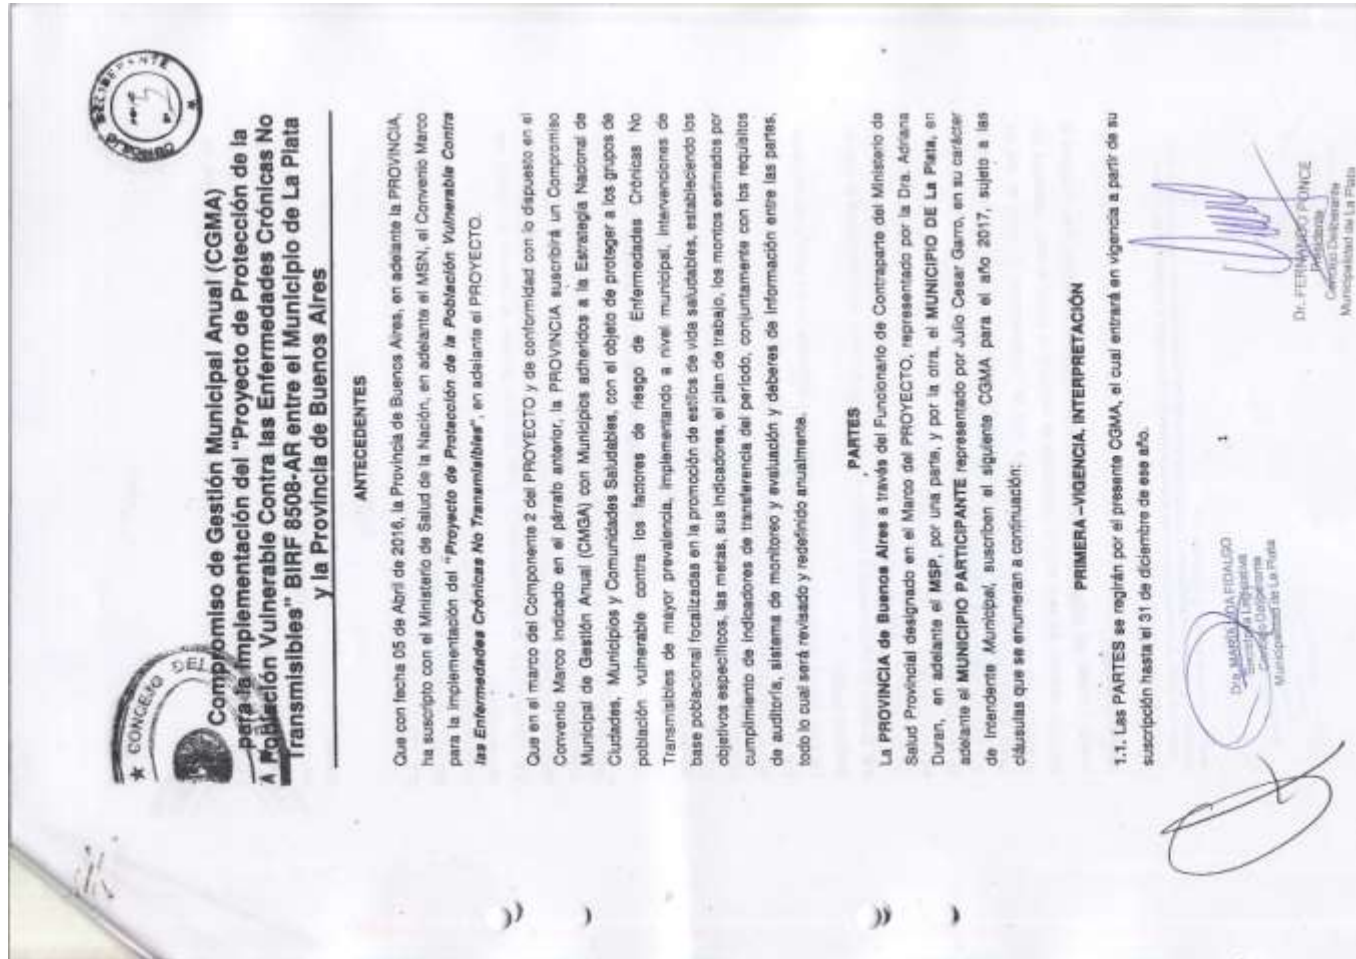 Compromiso de Gestión Municipal Anual (CGMA)
para la Implementación del "Proyecto de Protección de la
Población Vulnerable Contra las Enfermedades Crónicas No
Transmisibles" BIRF 8508-AR entre el Municipio de La Plata
y la Provincia de Buenos Aires
★ CONCEJO DEL
ANTECEDENTES
Que con fecha 05 de Abril de 2016, la Provincia de Buenos Aires, en adelante la PROVINCIA,
ha suscripto con el Ministerio de Salud de la Nación, en adelante el MSN, el Convenio Marco
para la implementación del "Proyecto de Protección de la Población Vulnerable Contra
las Enfermedades Crónicas No Transmisibles", en adelante el PROYECTO.
Que en el marco del Componente 2 del PROYECTO y de conformidad con lo dispuesto en el
Convenio Marco indicado en el párrafo anterior, la PROVINCIA suscribirá un Compromiso
Municipal de Gestión Anual (CMGA) con Municipios adheridos a la Estrategia Nacional de
Ciudades, Municipios y Comunidades Saludables, con el objeto de proteger a los grupos de
población vulnerable contra los factores de riesgo de Enfermedades Crónicas No
Transmisibles de mayor prevalencia, implementando a nivel municipal, intervenciones de
base poblacional focalizadas en la promoción de estilos de vida saludables, estableciendo los
objetivos específicos, las metas, sus indicadores, el plan de trabajo, los montos estimados por
cumplimiento de indicadores de transferencia del período, conjuntamente con los requisitos
de auditoría, sistema de monitoreo y evaluación y deberes de información entre las partes,
todo lo cual será revisado y redefinido anualmente.
PARTES
La PROVINCIA de Buenos Aires a través del Funcionario de Contraparte del Ministerio de
Salud Provincial designado en el Marco del PROYECTO, representado por la Dra. Adriana
Duran, en adelante el MSP, por una parte, y por la otra, el MUNICIPIO DE La Plata, en
adelante el MUNICIPIO PARTICIPANTE representado por Julio Cesar Garro, en su carácter
de Intendente Municipal, suscriben el siguiente CGMA para el año 2017, sujeto a las
cláusulas que se enumeran a continuación:
PRIMERA –VIGENCIA. INTERPRETACIÓN
1.1. Las PARTES se regirán por el presente CGMA, el cual entrará en vigencia a partir de su
suscripción hasta el 31 de diciembre de ese año.
1
FIDALGO
Municipalidad de La Plata
Dr. FERNANDO PONCE
Presidente
Concejo Deliberante
Municipalidad de La Plata